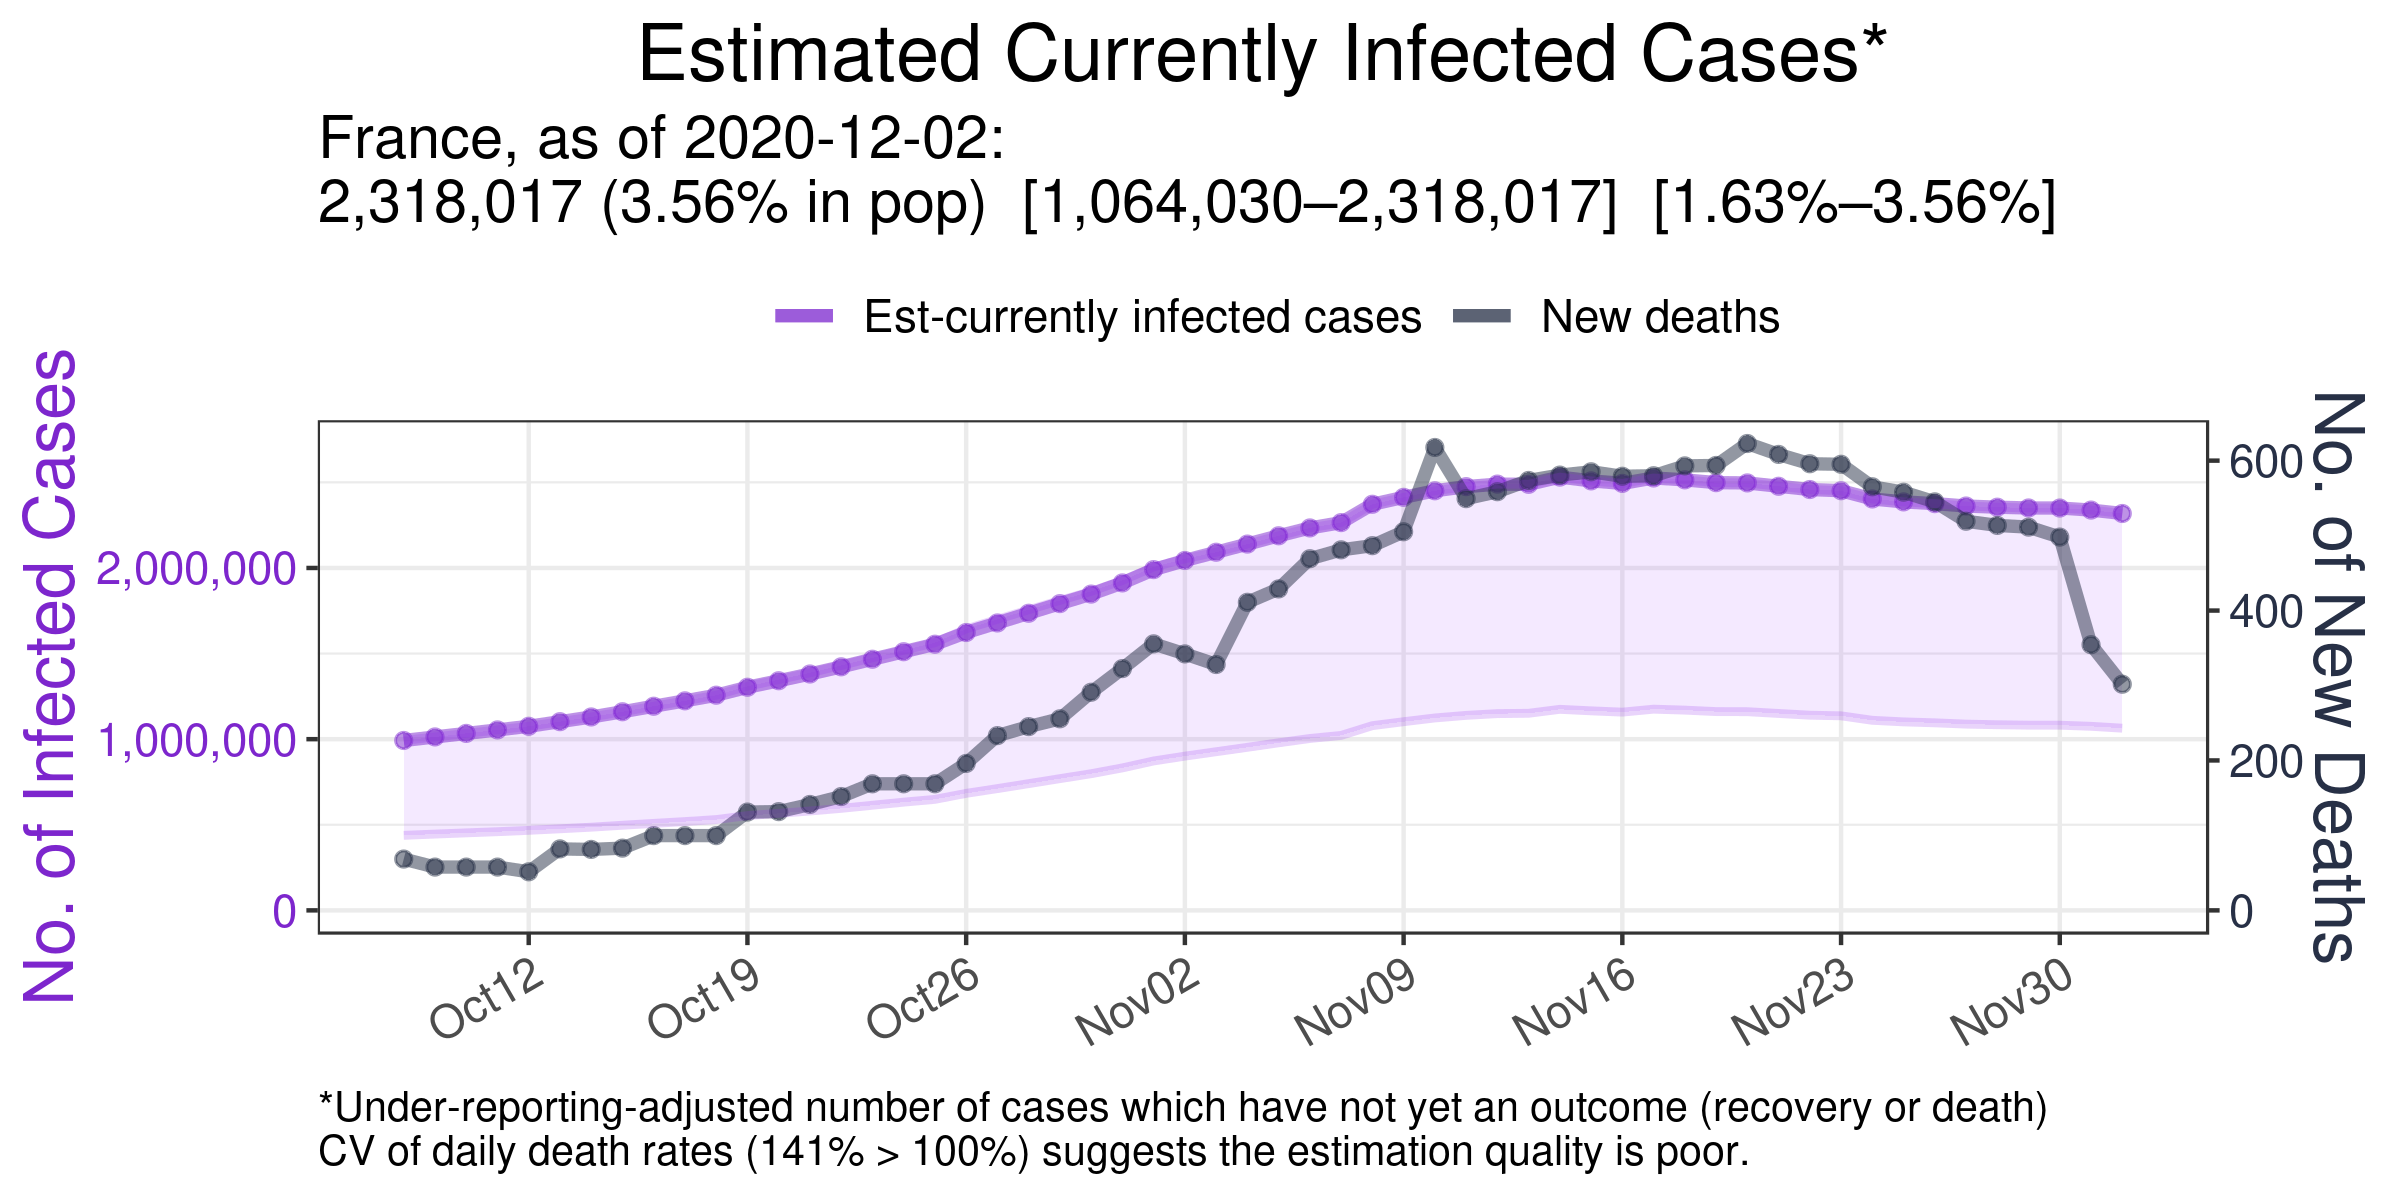 Estimated Currently Infected Cases*
France, as of 2020-12-02:
2,318,017 (3.56% in pop)  [1,064,030–2,318,017]  [1.63%–3.56%]
Est-currently infected cases
New deaths
No. of Infected Cases
2,000,000
1,000,000
0
600
400
200
0
No. of New Deaths
Oct12
Oct19
Oct26
Nov02
Nov09
Nov16
Nov23
Nov30
*Under-reporting-adjusted number of cases which have not yet an outcome (recovery or death)
CV of daily death rates (141% > 100%) suggests the estimation quality is poor.